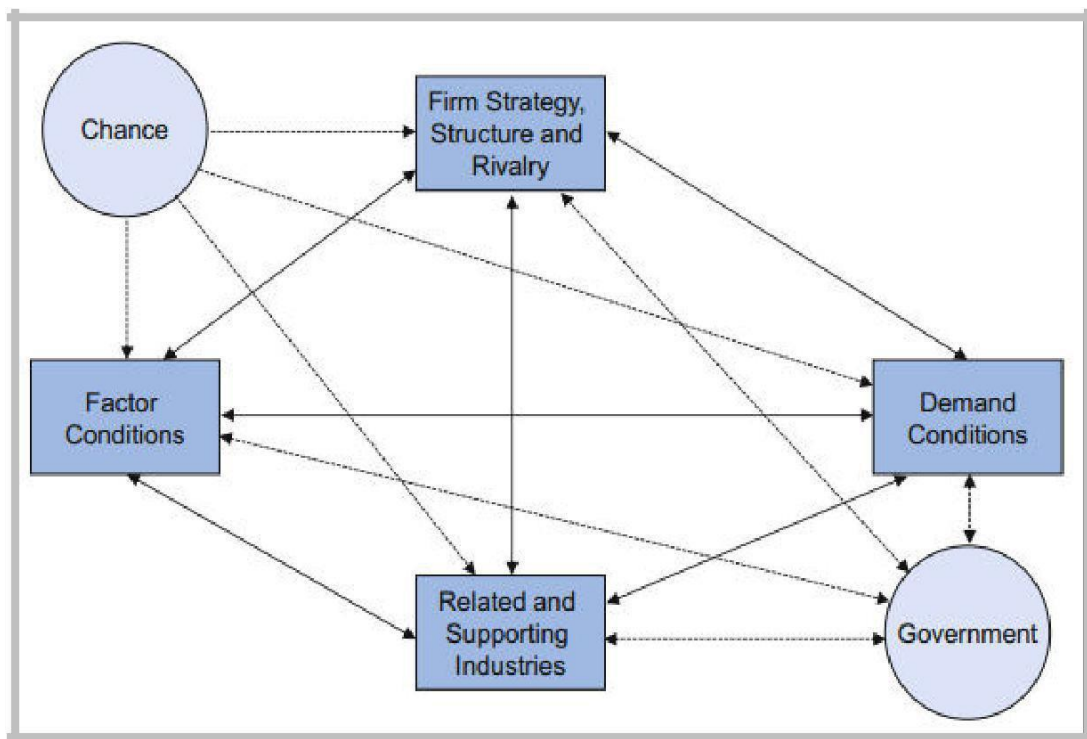 Chance
Firm Strategy,
Structure and
Rivalry
Factor
Conditions
Demand
Conditions
Related and
Supporting
Industries
Government